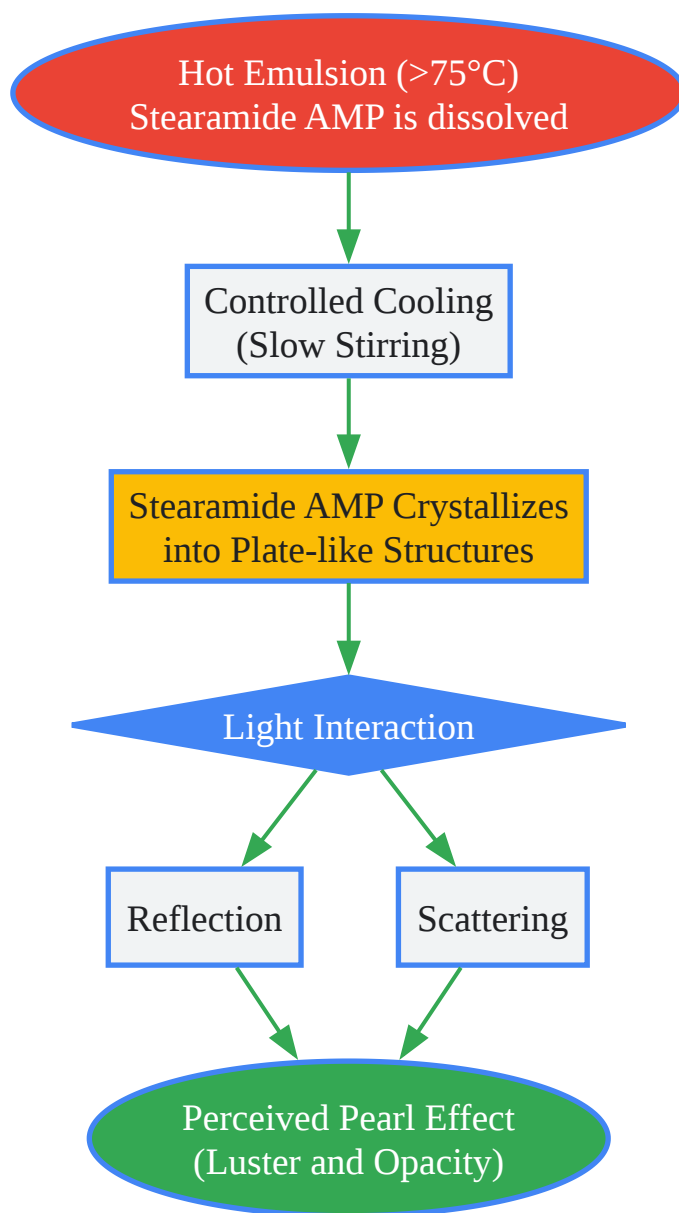 Hot Emulsion (>75°C)
Stearamide AMP is dissolved
Controlled Cooling
(Slow Stirring)
Stearamide AMP Crystallizes
into Plate-like Structures
Light Interaction
Reflection
Scattering
Perceived Pearl Effect
(Luster and Opacity)